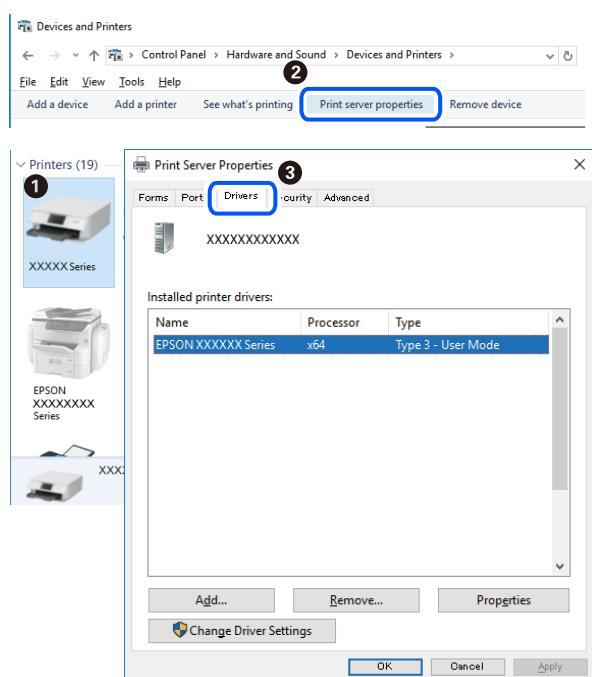 Devices and Printers
Control Panel > Hardware and Sound > Devices and Printers >
2
File Edit View Tools Help
Add a device Add a printer See what's printing Print server properties Remove device
Printers (19)
1
XXXXX Series
EPSON
XXXXXXXX
Series
XXX
Print Server Properties
3
Forms Port Drivers curity Advanced
XXXXXXXXXXXX
Installed printer drivers:
Name Processor Type
EPSON XXXXXX Series x64 Type 3 - User Mode
Add... Remove... Properties
Change Driver Settings
OK Cancel Apply